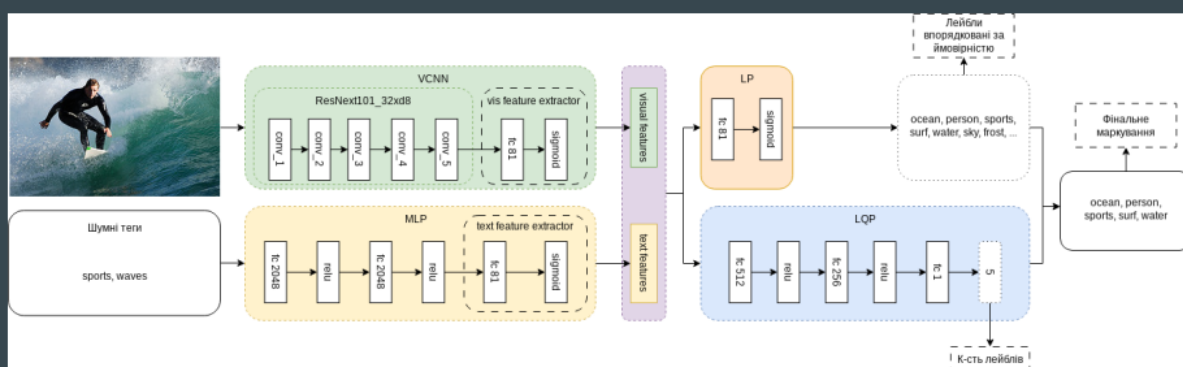 Лейбли
впорядковані за
ймовірністю
VCNN
ResNext101_32xd8
vis feature extractor
conv_1
conv_2
conv_3
conv_4
conv_5
fc 81
sigmoid
visual features
LP
fc 81
sigmoid
ocean, person, sports,
surf, water, sky, frost, ...
Фінальне
маркування
Шумні теги
sports, waves
MLP
text feature extractor
fc 2048
relu
fc 2048
relu
fc 81
sigmoid
text features
LQP
fc 512
relu
fc 256
relu
fc 1
5
ocean, person,
sports, surf, water
К-сть лейблів